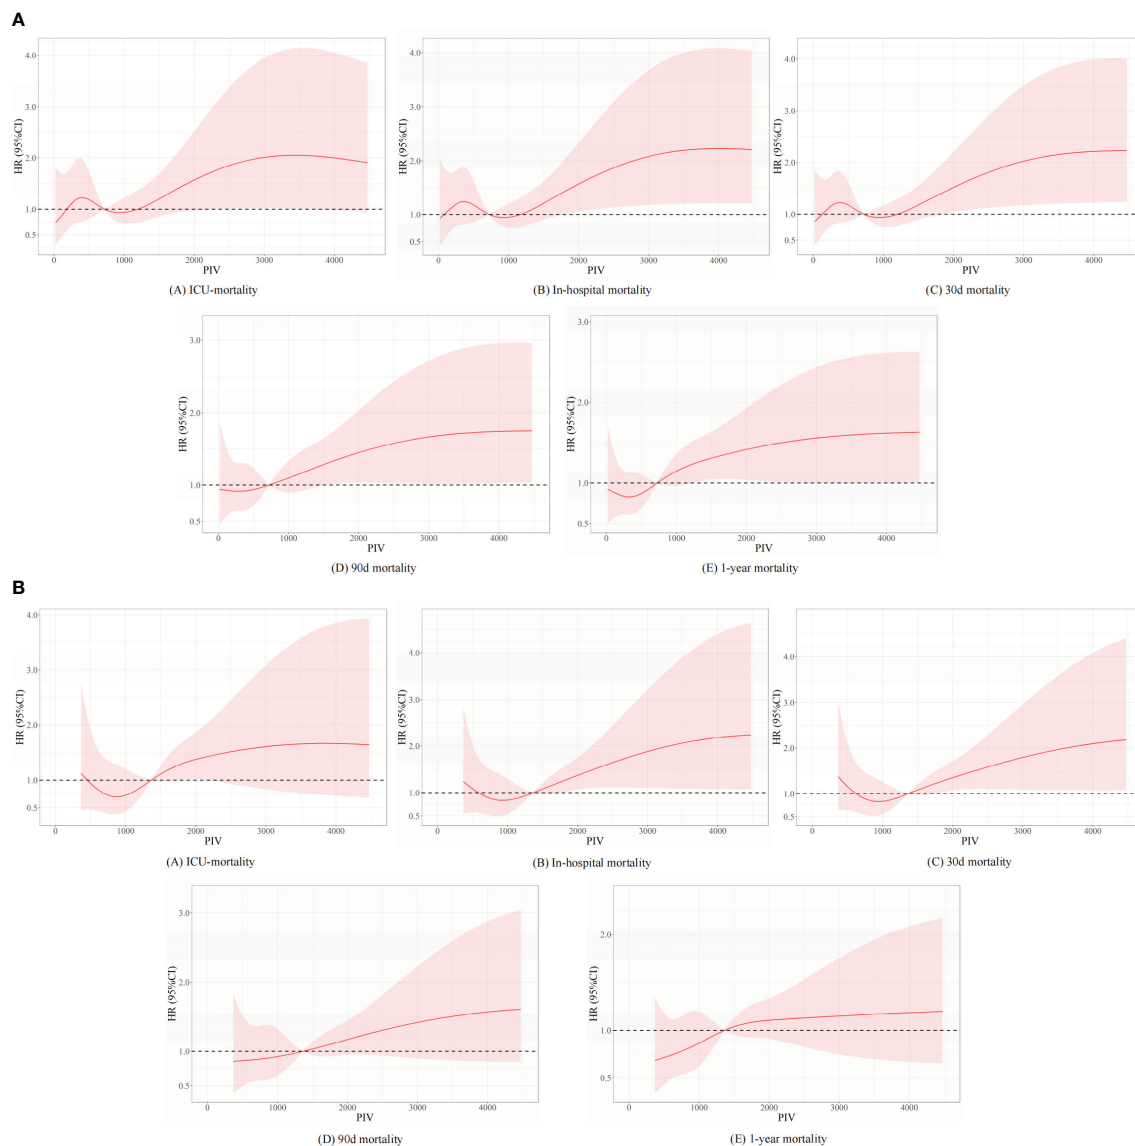 A
4.0
3.0
2.0
1.0
0.5
HR (95%CI)
0 1000 2000 3000 4000
PIV
(A) ICU-mortality
4.0
3.0
2.0
1.0
0.5
HR (95%CI)
0 1000 2000 3000 4000
PIV
(B) In-hospital mortality
4.0
3.0
2.0
1.0
0.5
HR (95%CI)
0 1000 2000 3000 4000
PIV
(C) 30d mortality
3.0
2.0
1.0
0.5
HR (95%CI)
0 1000 2000 3000 4000
PIV
(D) 90d mortality
3.0
2.0
1.0
0.5
HR (95%CI)
0 1000 2000 3000 4000
PIV
(E) 1-year mortality
B
4.0
3.0
2.0
1.0
0.5
HR (95%CI)
0 1000 2000 3000 4000
PIV
(A) ICU-mortality
4.0
3.0
2.0
1.0
0.5
HR (95%CI)
0 1000 2000 3000 4000
PIV
(B) In-hospital mortality
4.0
3.0
2.0
1.0
0.5
HR (95%CI)
0 1000 2000 3000 4000
PIV
(C) 30d mortality
3.0
2.0
1.0
0.5
HR (95%CI)
0 1000 2000 3000 4000
PIV
(D) 90d mortality
2.0
1.0
0.5
HR (95%CI)
0 1000 2000 3000 4000
PIV
(E) 1-year mortality